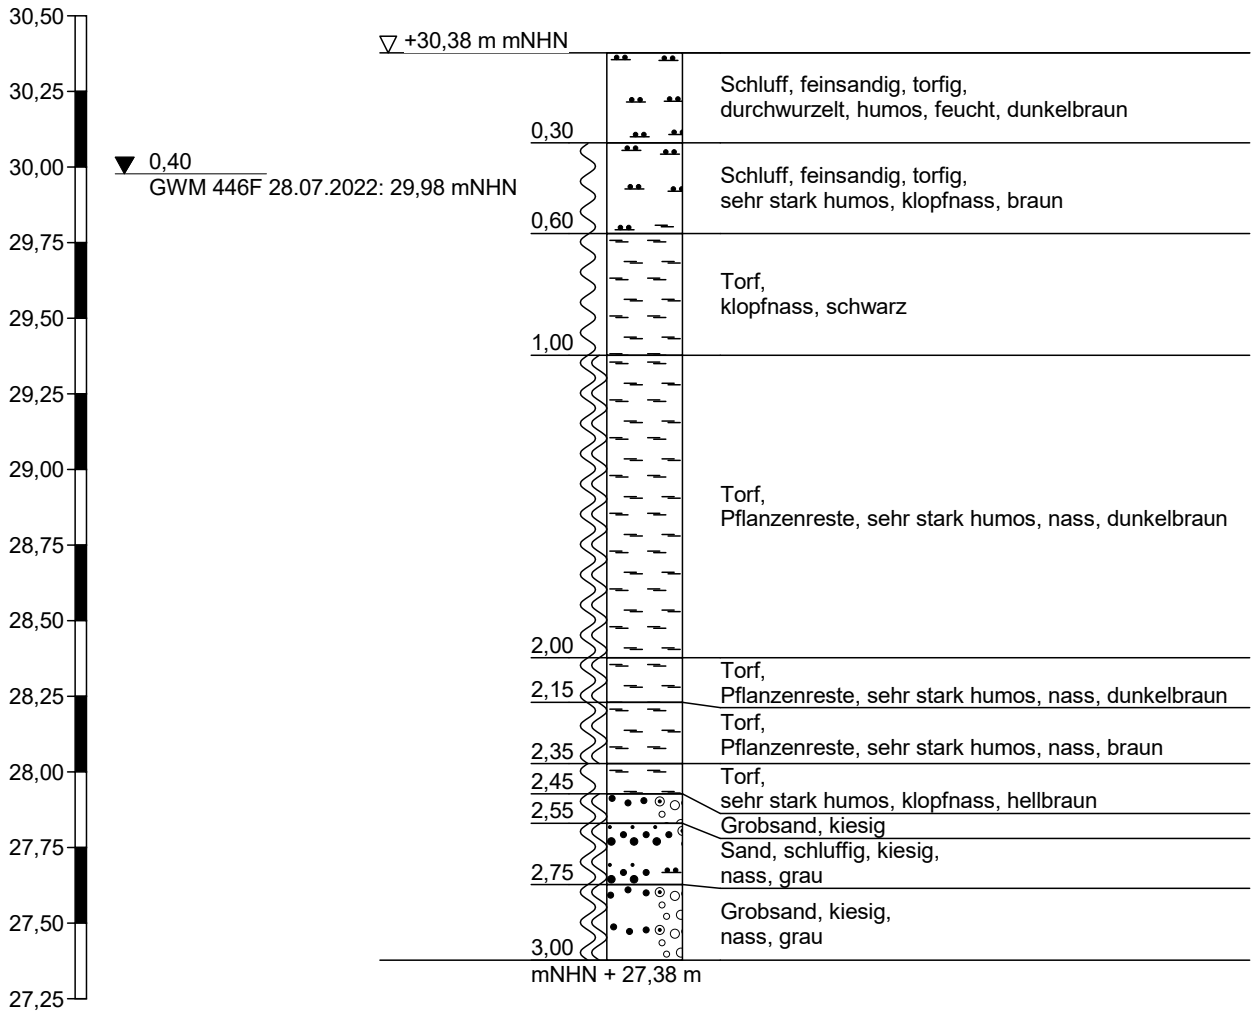 30,50
30,25
30,00
29,75
29,50
29,25
29,00
28,75
28,50
28,25
28,00
27,75
27,50
27,25
+30,38 m mNHN
0,40
GWM 446F 28.07.2022: 29,98 mNHN
0,30
Schluff, feinsandig, torfig,
durchwurzelt, humos, feucht, dunkelbraun
0,60
Schluff, feinsandig, torfig,
sehr stark humos, klopfnass, braun
1,00
Torf,
klopfnass, schwarz
2,00
Torf,
Pflanzenreste, sehr stark humos, nass, dunkelbraun
2,15
Torf,
Pflanzenreste, sehr stark humos, nass, dunkelbraun
2,35
Torf,
Pflanzenreste, sehr stark humos, nass, braun
2,45
Torf,
sehr stark humos, klopfnass, hellbraun
2,55
Grobsand, kiesig
2,75
Sand, schluffig, kiesig,
nass, grau
3,00
Grobsand, kiesig,
nass, grau
mNHN + 27,38 m